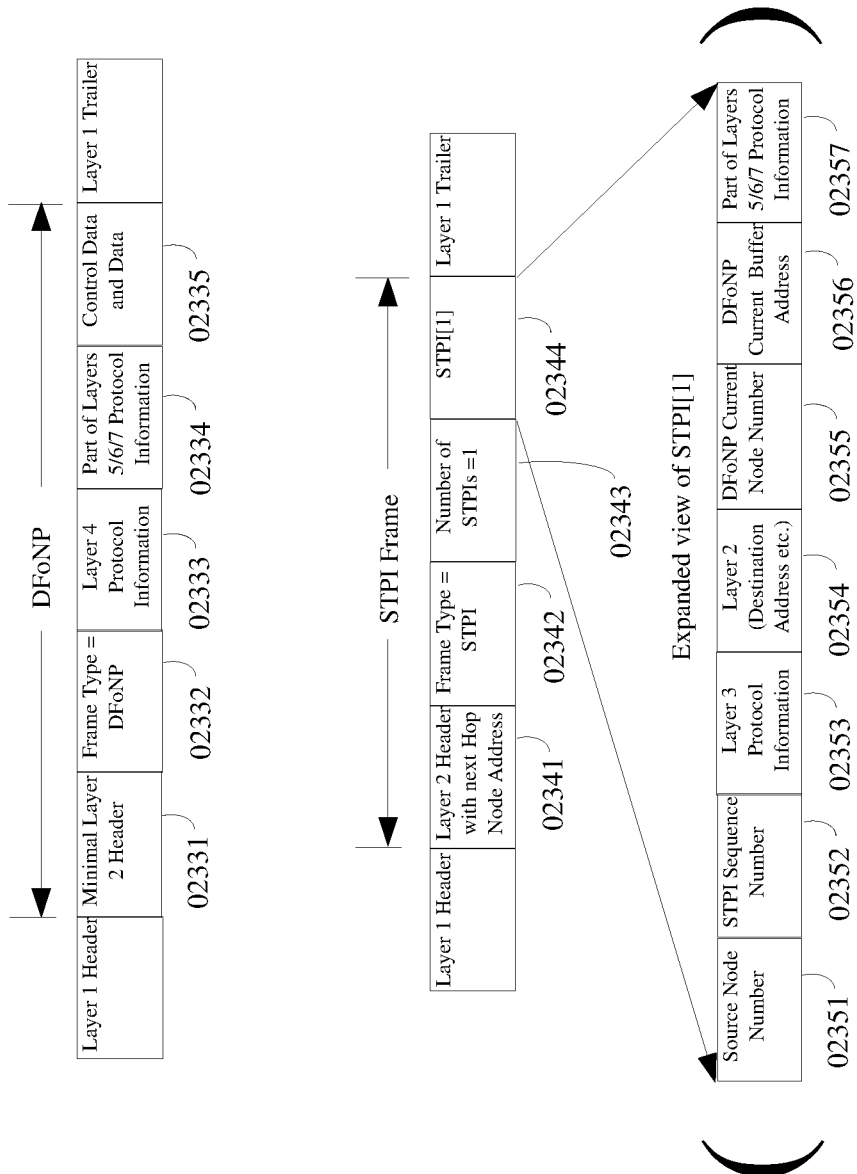 DFoNP
Layer 1 Header
Minimal Layer
2 Header
Frame Type =
DFoNP
Layer 4
Protocol
Information
Part of Layers
5/6/7 Protocol
Information
Control Data
and Data
Layer 1 Trailer
02331
02332
02333
02334
02335
STPI Frame
Layer 1 Header
Layer 2 Header
with next Hop
Node Address
Frame Type =
STPI
Number of
STPIs =1
STPI[1]
Layer 1 Trailer
02341
02342
02343
02344
Expanded view of STPI[1]
Source Node
Number
STPI Sequence
Number
Layer 3
Protocol
Information
Layer 2
(Destination
Address etc.)
DFoNP Current
Node Number
DFoNP
Current Buffer
Address
Part of Layers
5/6/7 Protocol
Information
02351
02352
02353
02354
02355
02356
02357